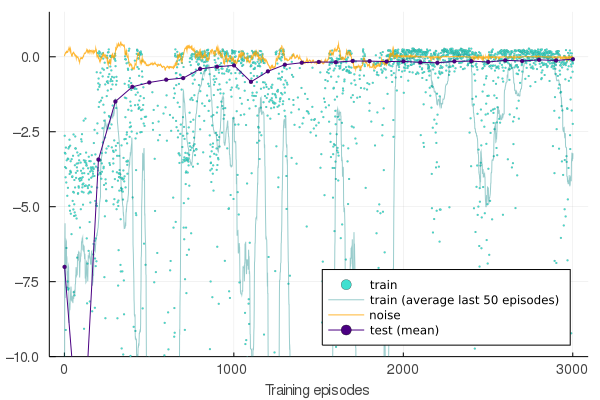 0.0
−2.5
−5.0
−7.5
−10.0
0
1000
2000
3000
Training episodes
train
train (average last 50 episodes)
noise
test (mean)